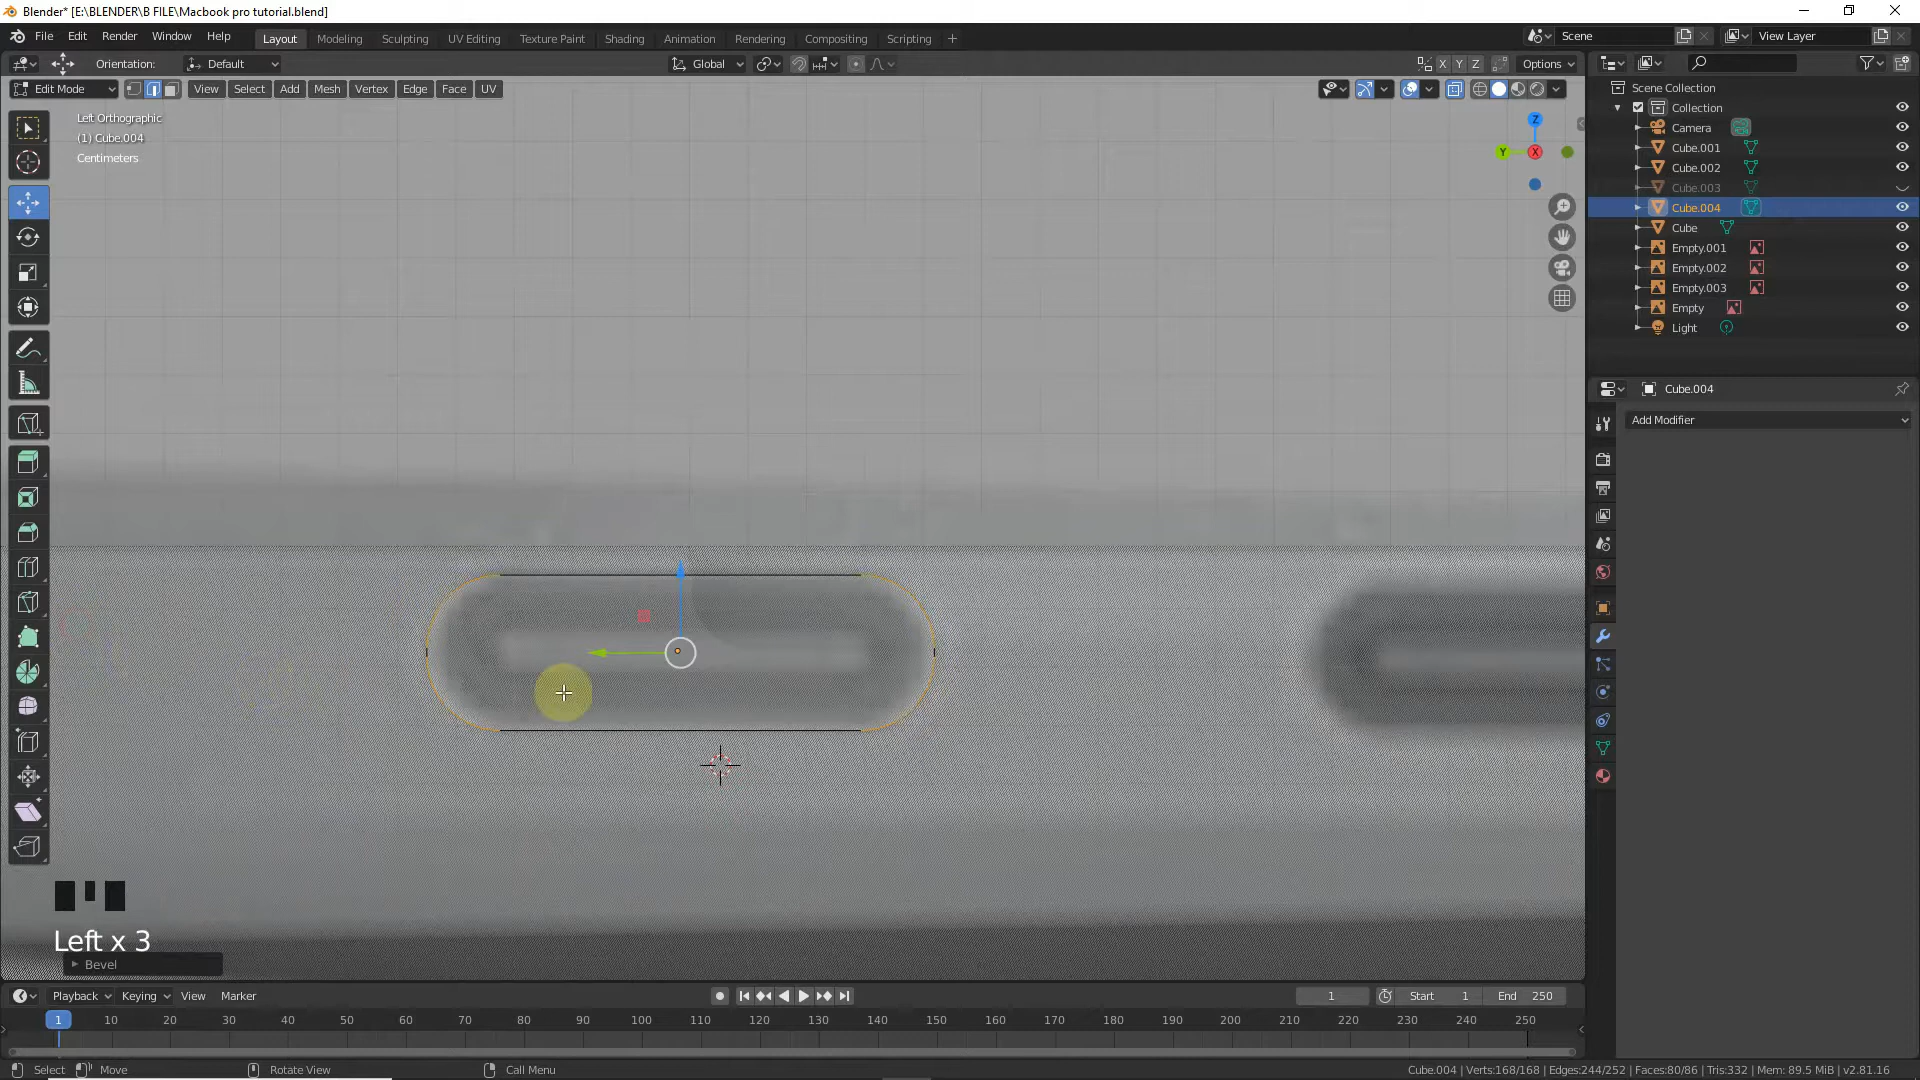 Blender* [E:\BLENDER\B FILE\Macbook pro tutorial.blend]
File Edit Render Window Help
Layout Modeling Sculpting UV Editing Texture Paint Shading Animation Rendering Compositing Scripting
Scene
View Layer
Orientation: Default
Global
X Y Z
Options
Edit Mode
View Select Add Mesh Vertex Edge Face UV
Left Orthographic
(1) Cube.004
Centimeters
Z
Y
X
Scene Collection
Collection
Camera
Cube.001
Cube.002
Cube.003
Cube.004
Cube
Empty.001
Empty.002
Empty.003
Empty
Light
Cube.004
Add Modifier
Left x 3
Bevel
Playback Keying View Marker
1
Start 1
End 250
1 10 20 30 40 50 60 70 80 90 100 110 120 130 140 150 160 170 180 190 200 210 220 230 240 250
Select Move Rotate View Call Menu
Cube.004 | Verts:168/168 | Edges:244/252 | Faces:80/86 | Tris:332 | Mem: 89.5 MiB | v2.81.16